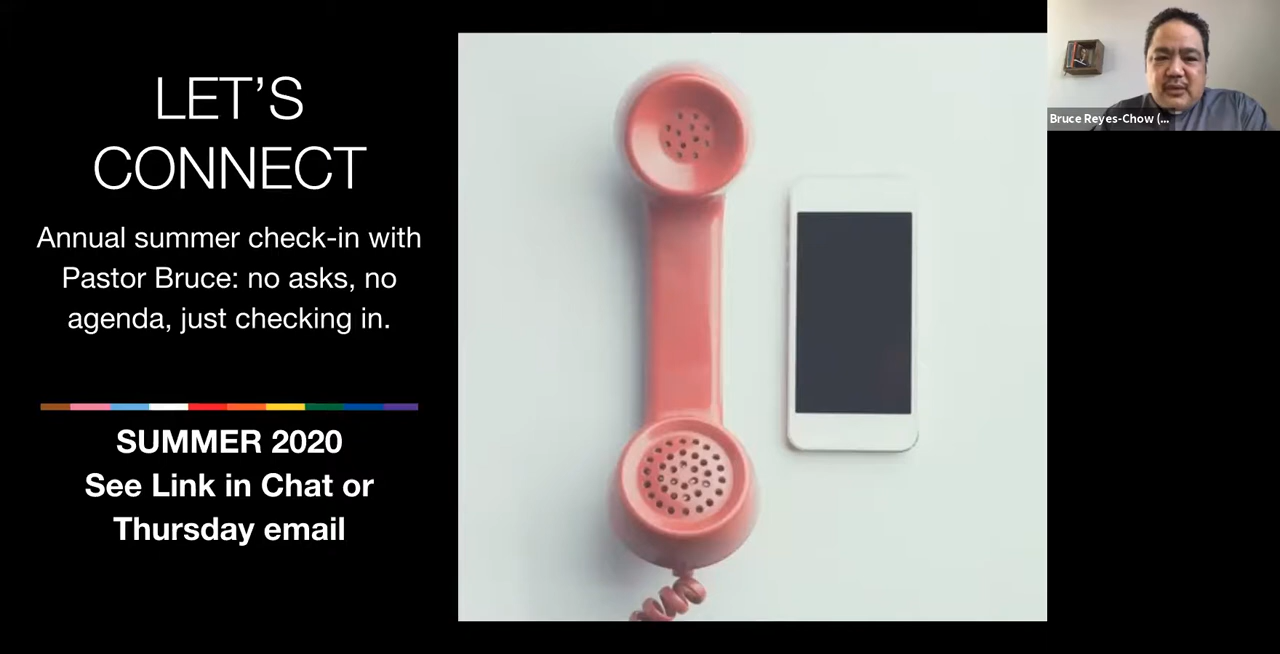 LET’S
CONNECT
Annual summer check-in with
Pastor Bruce: no asks, no
agenda, just checking in.
SUMMER 2020
See Link in Chat or
Thursday email
Bruce Reyes-Chow (...